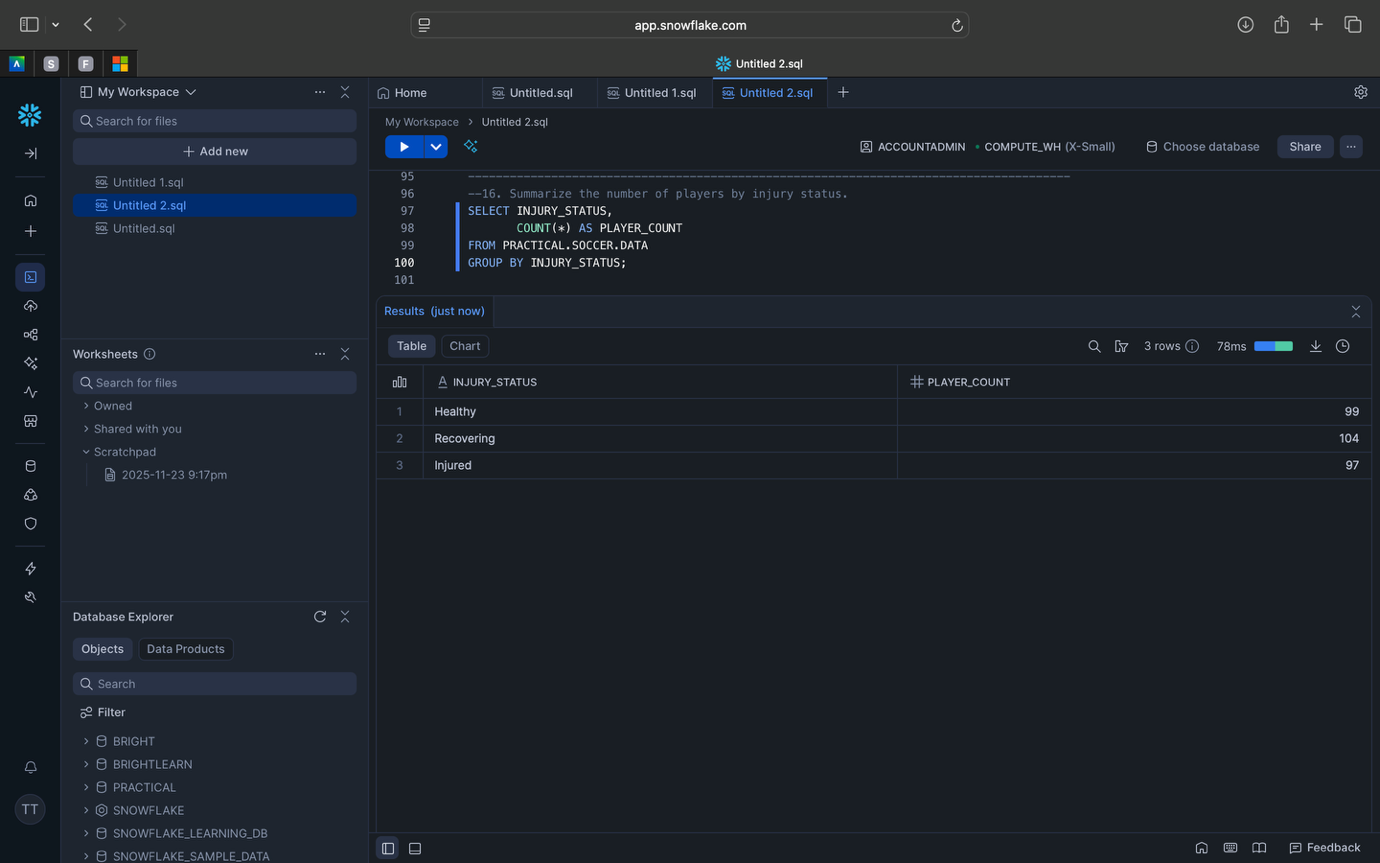 app.snowflake.com
S
F
Untitled 2.sql
My Workspace
Search for files
Add new
Untitled 1.sql
Untitled 2.sql
Untitled.sql
Worksheets
Search for files
Owned
Shared with you
Scratchpad
2025-11-23 9:17pm
Database Explorer
Objects Data Products
Search
Filter
BRIGHT
BRIGHTLEARN
PRACTICAL
SNOWFLAKE
SNOWFLAKE_LEARNING_DB
SNOWFLAKE_SAMPLE_DATA
TT
Home SQL Untitled.sql SQL Untitled 1.sql SQL Untitled 2.sql
My Workspace > Untitled 2.sql
ACCOUNTADMIN • COMPUTE_WH (X-Small) Choose database Share ...
95 ---------------------------------------------------------------------------------------
96 --16. Summarize the number of players by injury status.
97 SELECT INJURY_STATUS,
98 COUNT(*) AS PLAYER_COUNT
99 FROM PRACTICAL.SOCCER.DATA
100 GROUP BY INJURY_STATUS;
101
Results (just now)
Table Chart 3 rows 78ms
A INJURY_STATUS # PLAYER_COUNT
1 Healthy 99
2 Recovering 104
3 Injured 97
Feedback